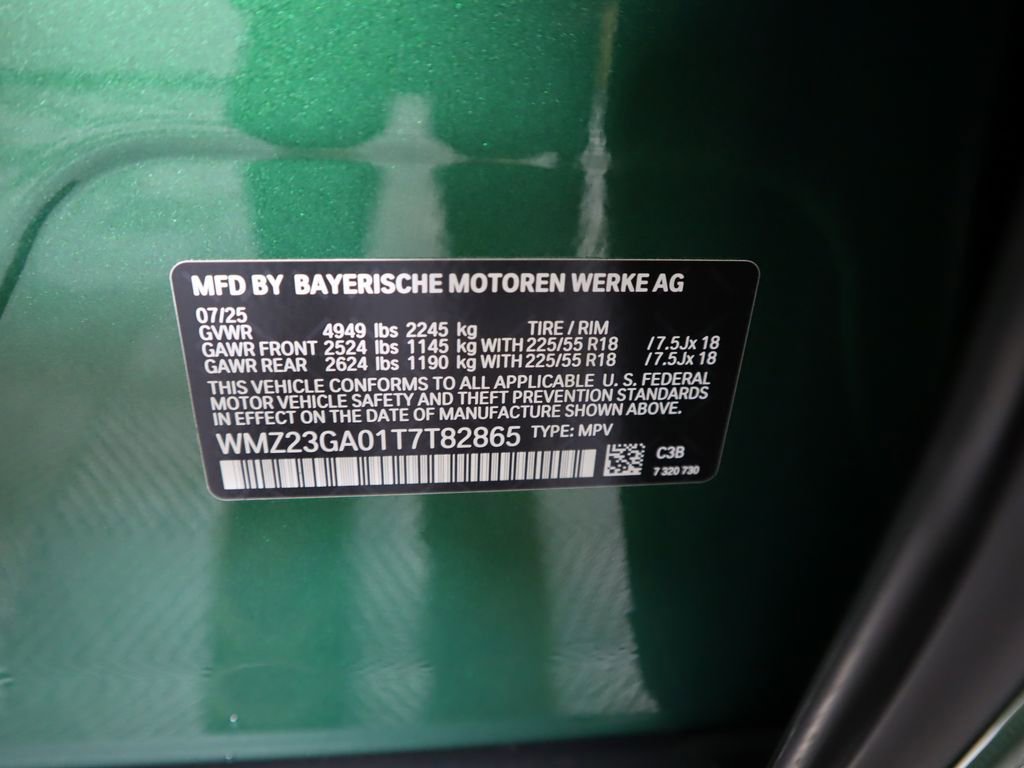 MFD BY BAYERISCHE MOTOREN WERKE AG
07/25
GVWR 4949 lbs 2245 kg TIRE / RIM
GAWR FRONT 2524 lbs 1145 kg WITH 225/55 R18 / 7.5Jx 18
GAWR REAR 2624 lbs 1190 kg WITH 225/55 R18 / 7.5Jx 18
THIS VEHICLE CONFORMS TO ALL APPLICABLE U. S. FEDERAL
MOTOR VEHICLE SAFETY AND THEFT PREVENTION STANDARDS
IN EFFECT ON THE DATE OF MANUFACTURE SHOWN ABOVE.
WMZ23GA01T7T82865 TYPE: MPV
C3B
7 320 730